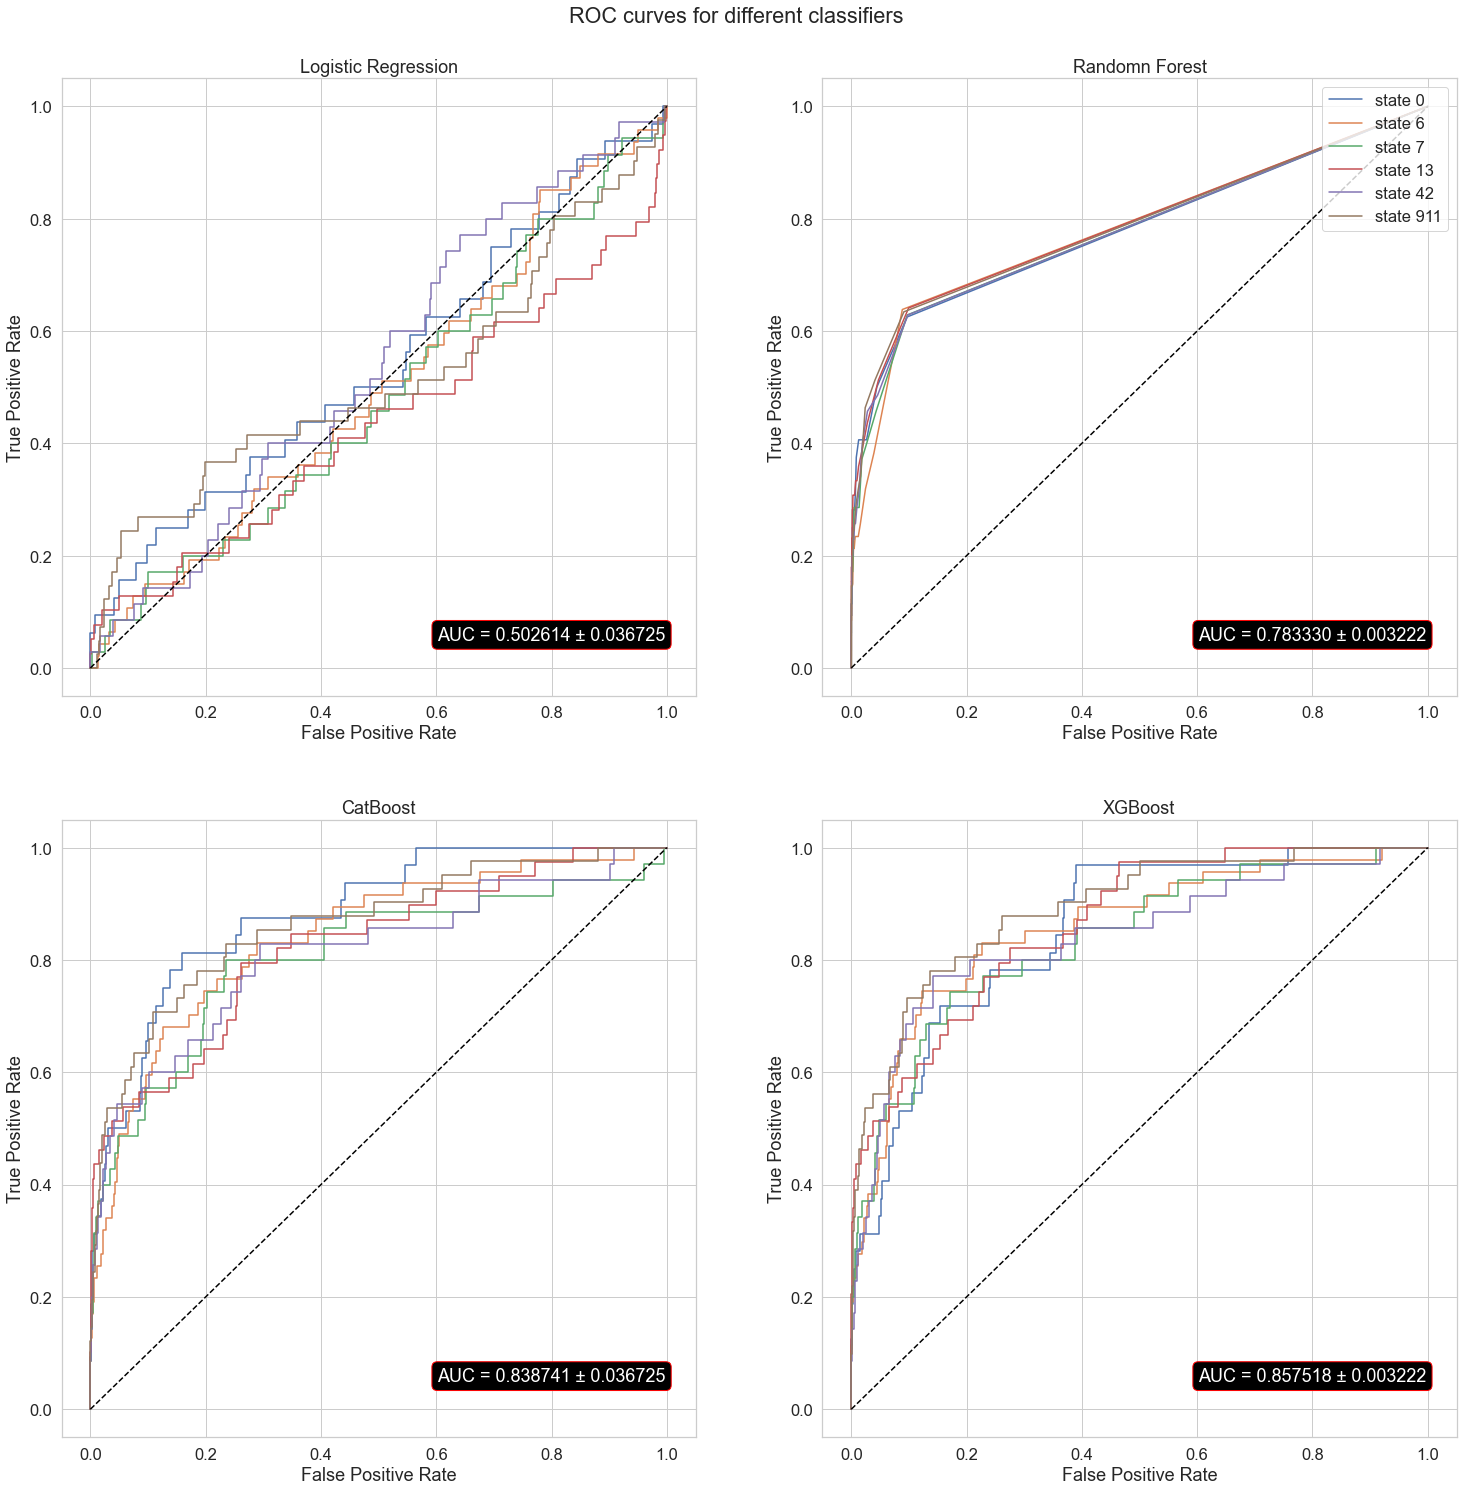 ROC curves for different classifiers
Logistic Regression
1.0
0.8
0.6
0.4
0.2
0.0
True Positive Rate
AUC = 0.502614 ± 0.036725
0.0 0.2 0.4 0.6 0.8 1.0
False Positive Rate
Randomn Forest
state 0
state 6
state 7
state 13
state 42
state 911
1.0
0.8
0.6
0.4
0.2
0.0
True Positive Rate
AUC = 0.783330 ± 0.003222
0.0 0.2 0.4 0.6 0.8 1.0
False Positive Rate
CatBoost
1.0
0.8
0.6
0.4
0.2
0.0
True Positive Rate
AUC = 0.838741 ± 0.036725
0.0 0.2 0.4 0.6 0.8 1.0
False Positive Rate
XGBoost
1.0
0.8
0.6
0.4
0.2
0.0
True Positive Rate
AUC = 0.857518 ± 0.003222
0.0 0.2 0.4 0.6 0.8 1.0
False Positive Rate